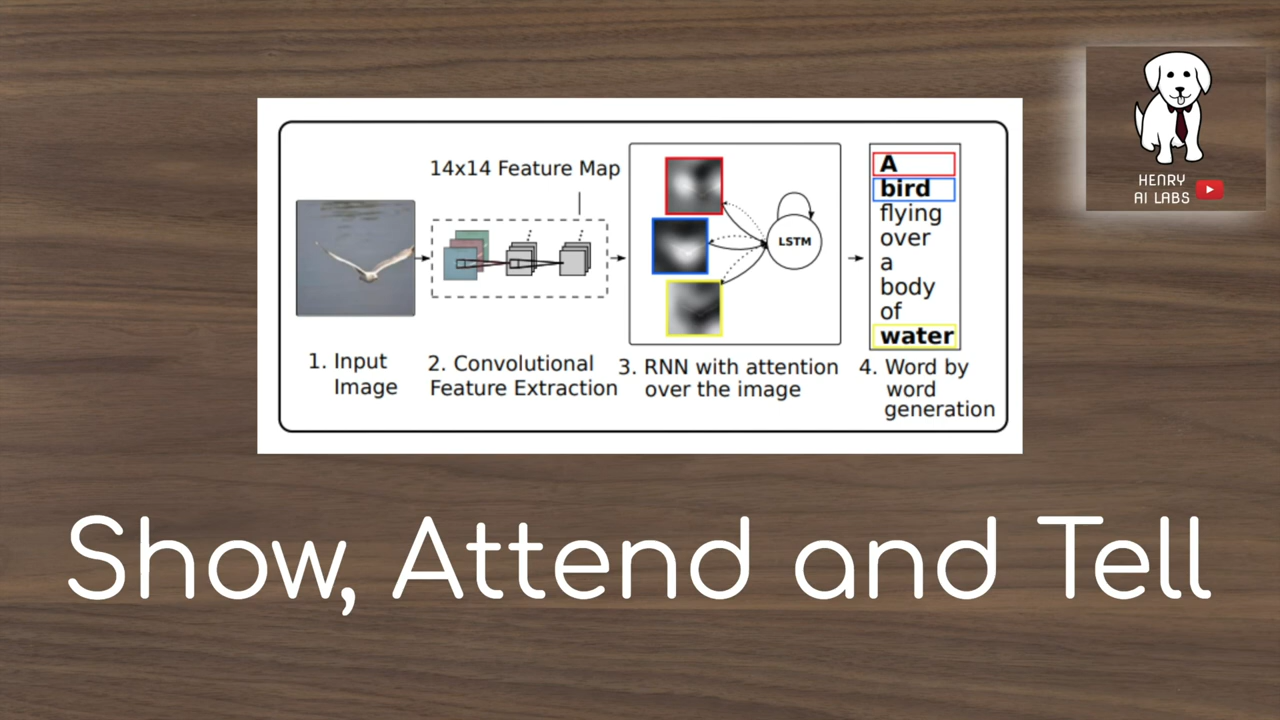 14x14 Feature Map
LSTM
A
bird
flying
over
a
body
of
water
1. Input
Image
2. Convolutional
Feature Extraction
3. RNN with attention
over the image
4. Word by
word
generation
HENRY
AI LABS
Show, Attend and Tell